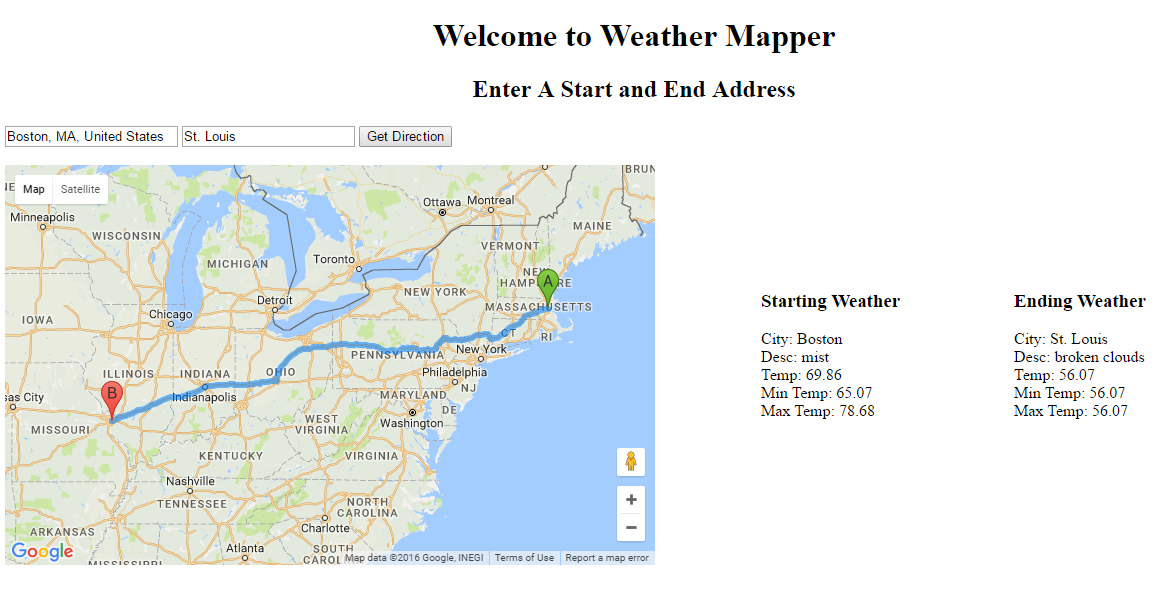 Welcome to Weather Mapper
Enter A Start and End Address
Boston, MA, United States
St. Louis
Get Direction
Map
Satellite
BRUN
Ottawa
Montreal
Minneapolis
MAINE
WISCONSIN
VERMONT
MICHIGAN
Toronto
NEW
HAMPSHIRE
A
NEW YORK
Detroit
MASSACHUSETTS
Chicago
IOWA
CT
RI
PENNSYLVANIA
New York
ILLINOIS
INDIANA
OHIO
Philadelphia
B
NJ
Indianapolis
MARYLAND
sas City
DE
Washington
WEST
VIRGINIA
MISSOURI
KENTUCKY
VIRGINIA
Nashville
TENNESSEE
NORTH
CAROLINA
Charlotte
ARKANSAS
Atlanta
SOUTH
CAROL
MISSISSIPPI
Google
Map data ©2016 Google, INEGI
Terms of Use
Report a map error
+
−
Starting Weather
City: Boston
Desc: mist
Temp: 69.86
Min Temp: 65.07
Max Temp: 78.68
Ending Weather
City: St. Louis
Desc: broken clouds
Temp: 56.07
Min Temp: 56.07
Max Temp: 56.07